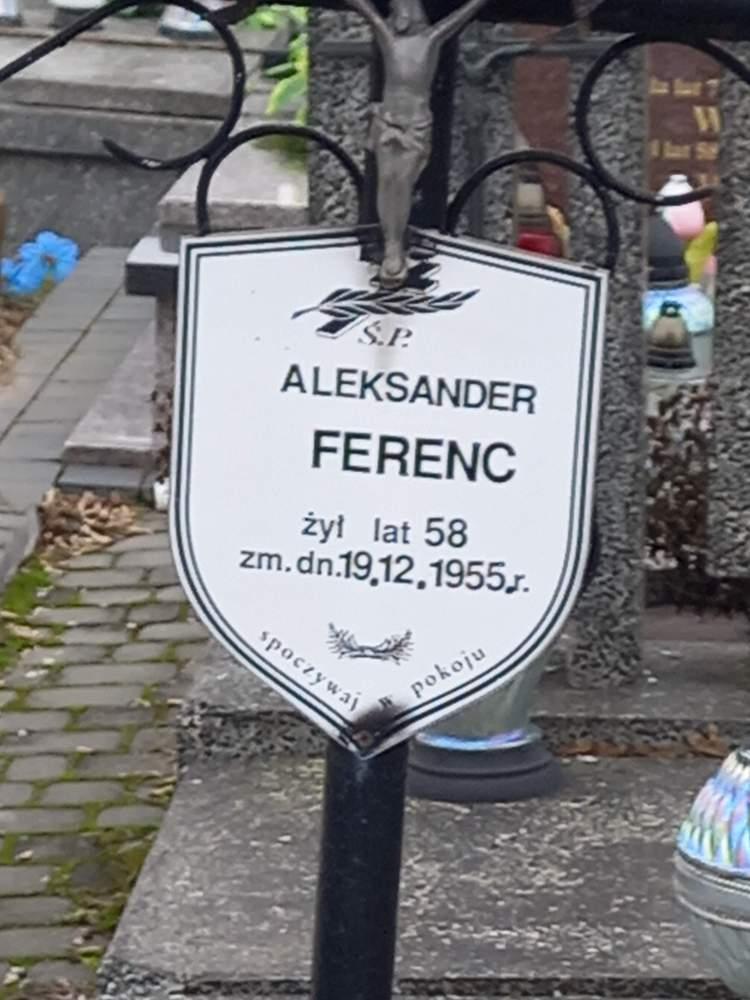 Ś.P.
ALEKSANDER
FERENC
żył lat 58
zm.dn.19.12.1955.r.
spoczywaj w pokoju